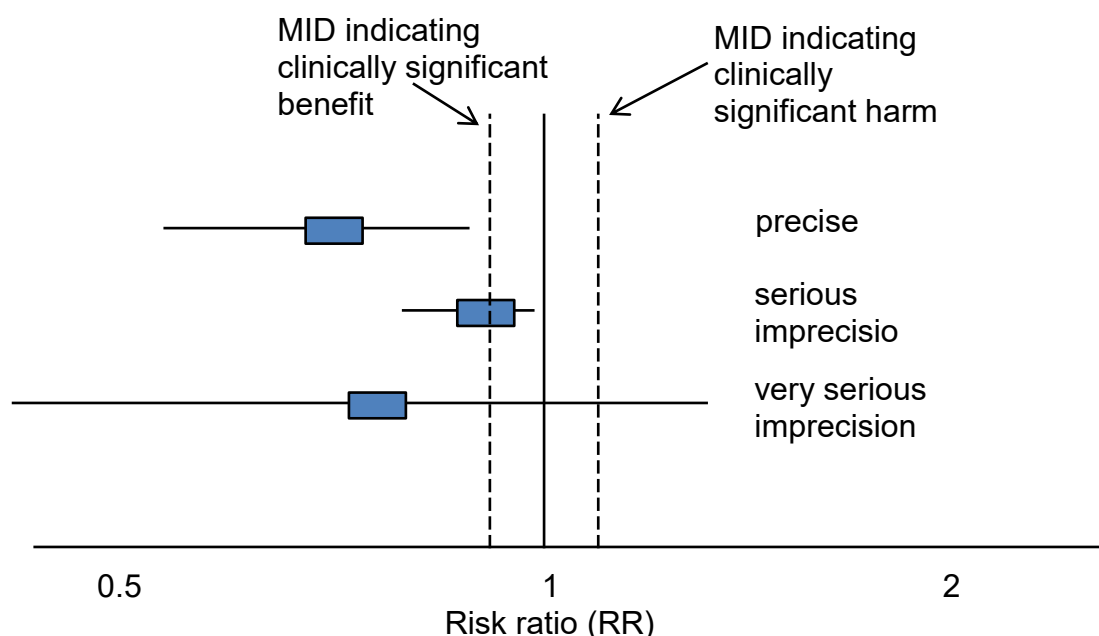 MID indicating
clinically significant
benefit
MID indicating
clinically
significant harm
precise
serious
imprecisio
very serious
imprecision
0.5
1
2
Risk ratio (RR)